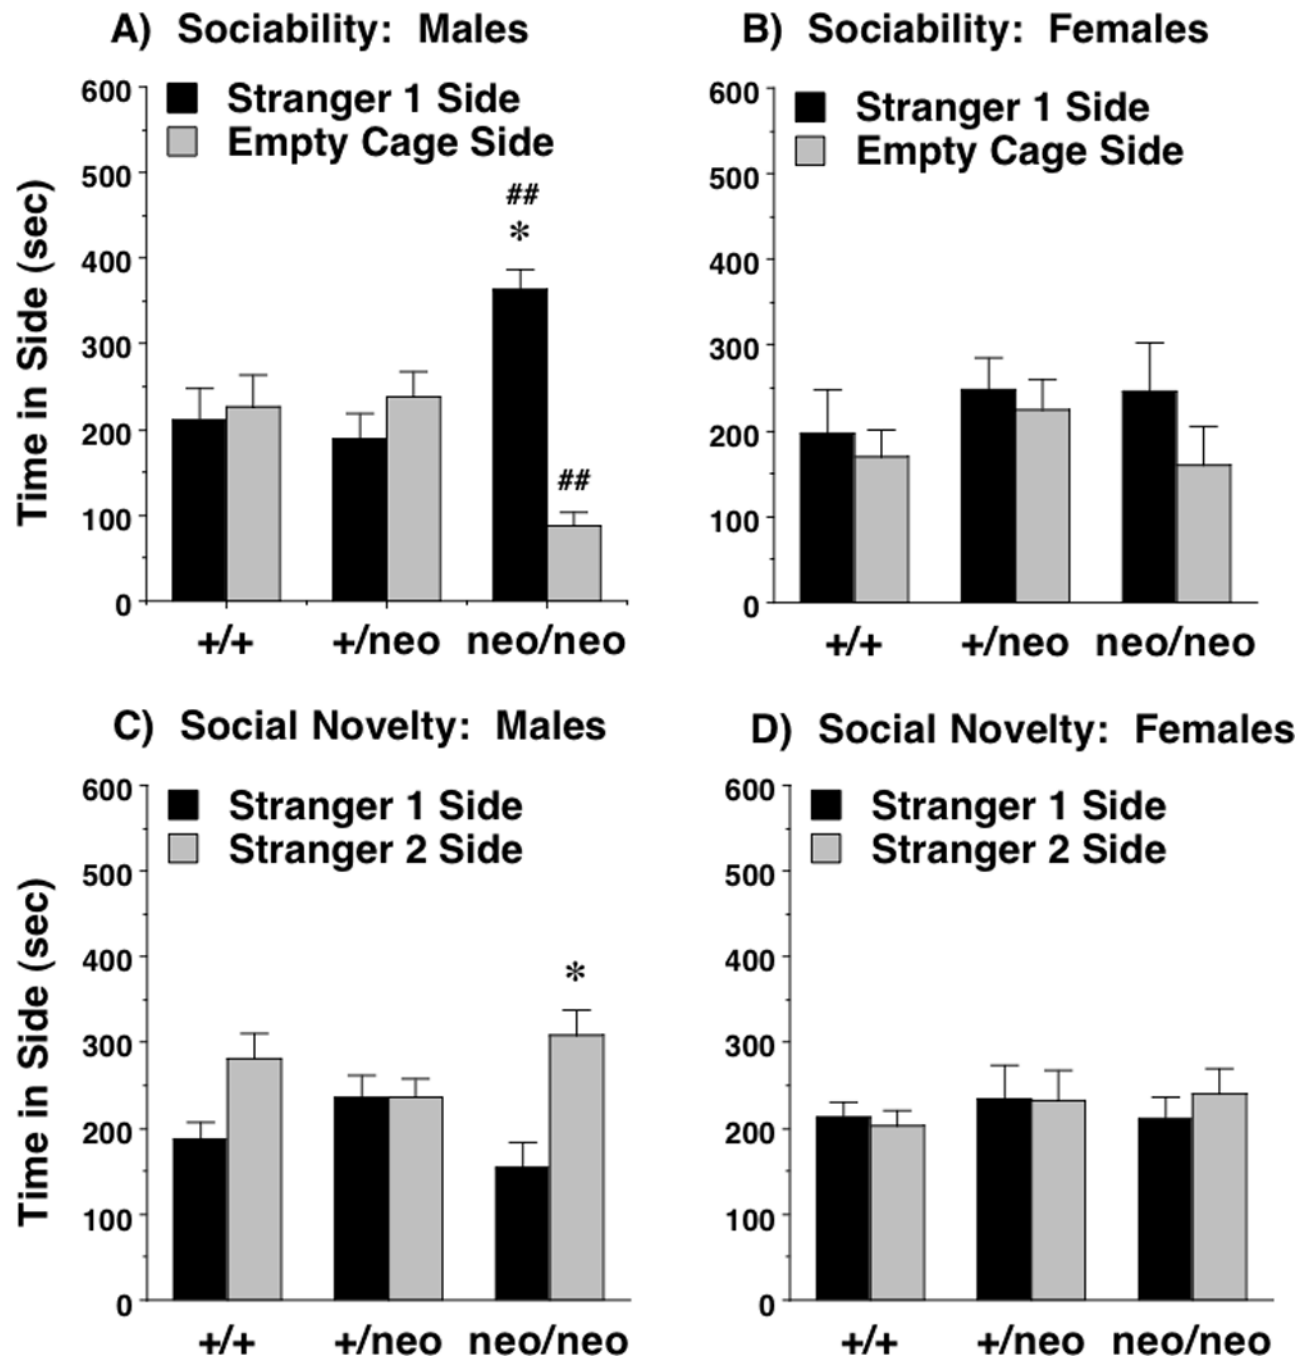 A) Sociability: Males
600
500
400
300
200
100
0
Time in Side (sec)
Stranger 1 Side
Empty Cage Side
##
*
##
+/+ +/neo neo/neo
B) Sociability: Females
600
500
400
300
200
100
0
Stranger 1 Side
Empty Cage Side
+/+ +/neo neo/neo
C) Social Novelty: Males
600
500
400
300
200
100
0
Time in Side (sec)
Stranger 1 Side
Stranger 2 Side
*
+/+ +/neo neo/neo
D) Social Novelty: Females
600
500
400
300
200
100
0
Stranger 1 Side
Stranger 2 Side
+/+ +/neo neo/neo